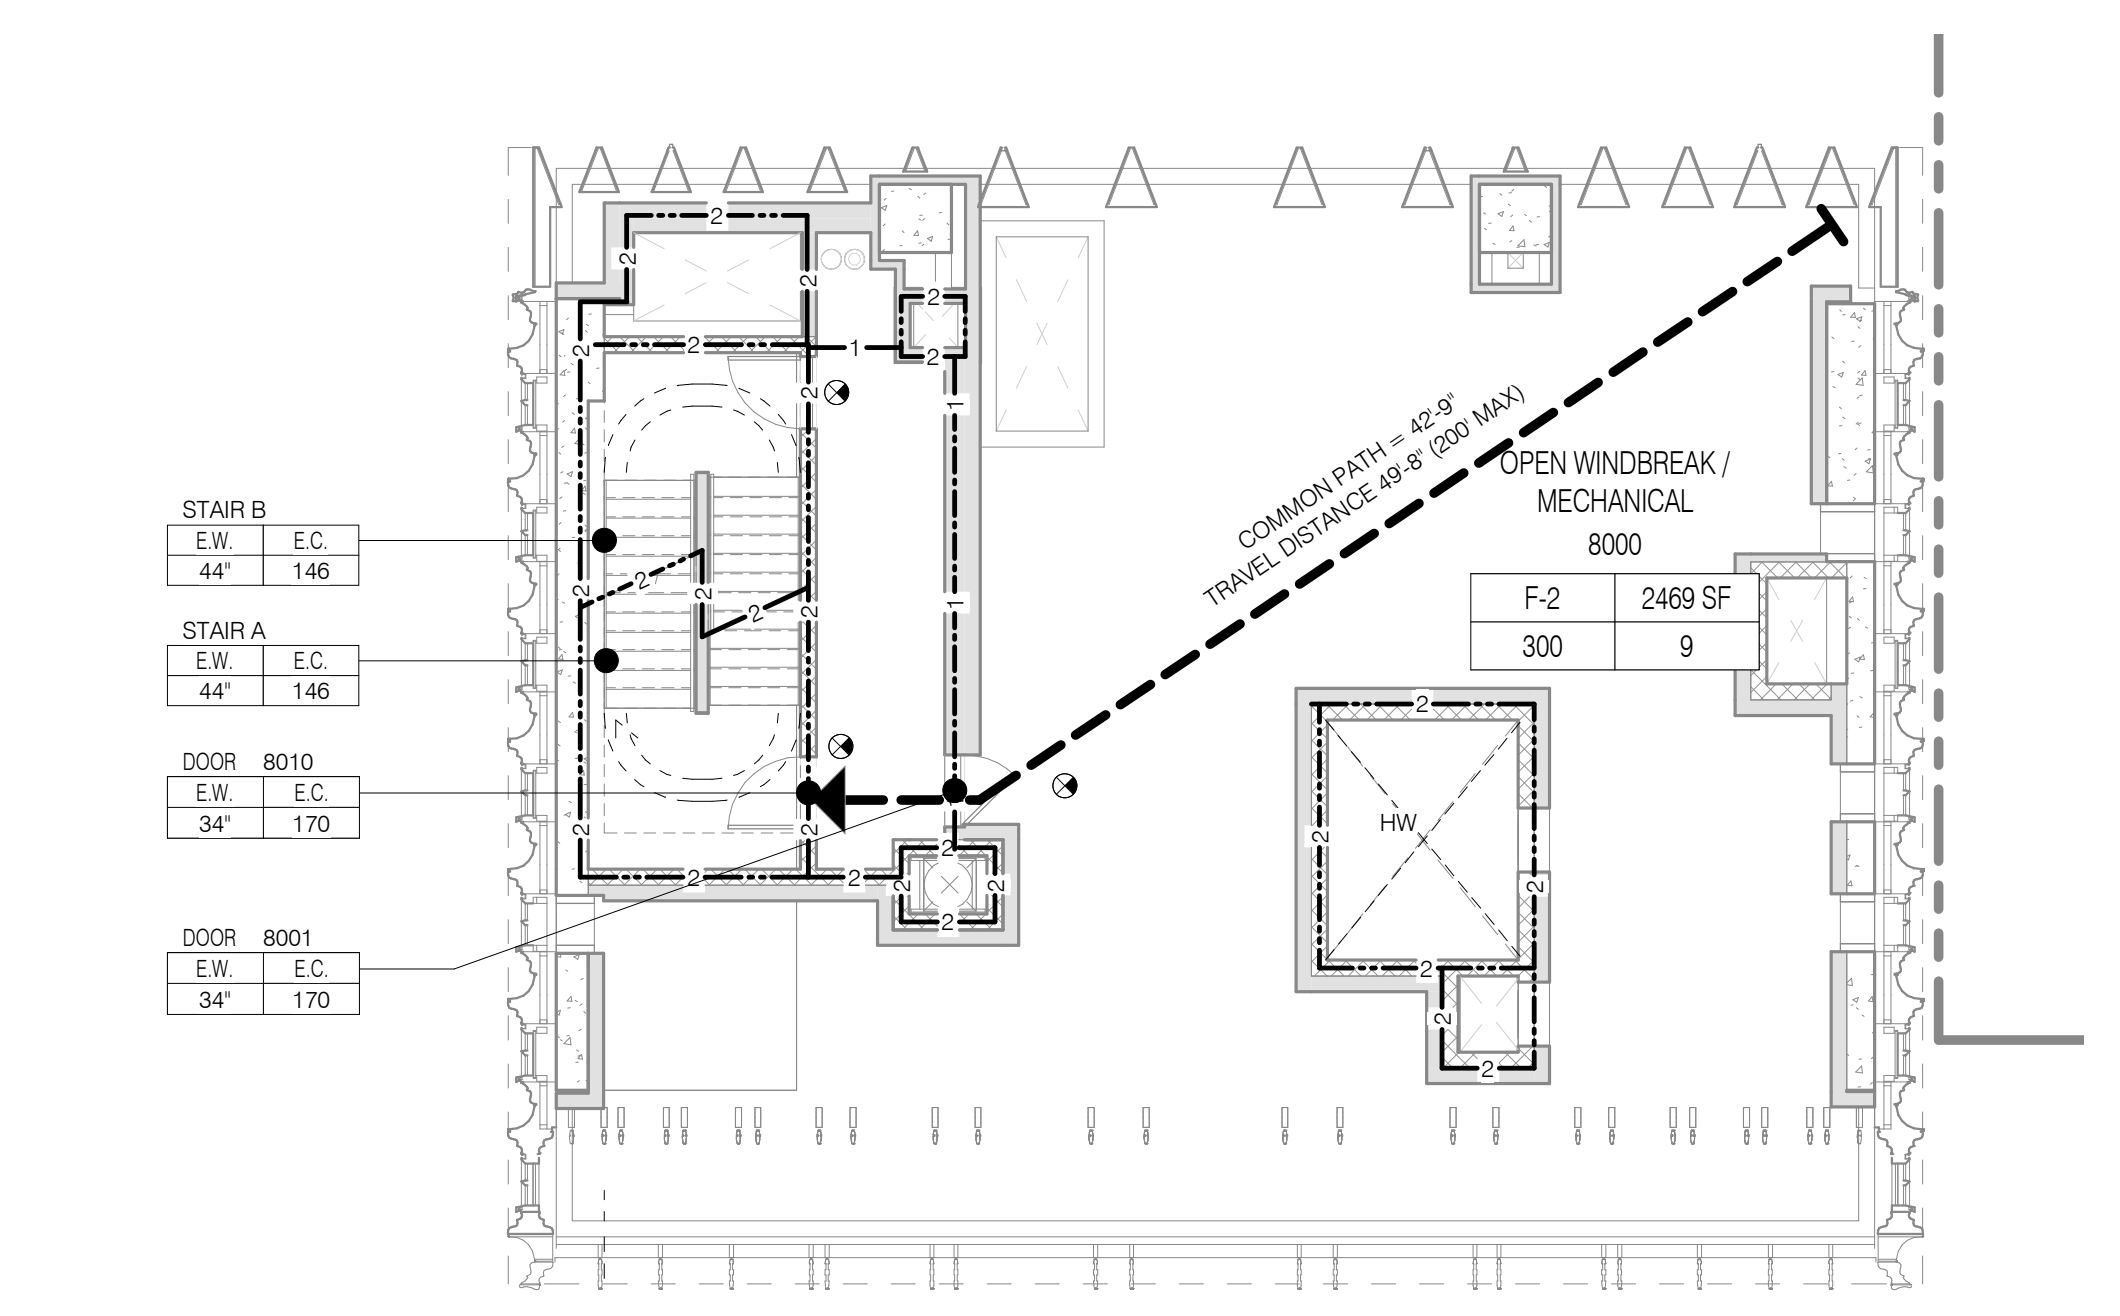 2
2
2
2
2
2
2
1
2
2
1
COMMON PATH = 42'-9"
TRAVEL DISTANCE 49'-8" (200' MAX)
OPEN WINDBREAK /
MECHANICAL
8000
F-2 2469 SF
300 9
STAIR B
E.W. E.C.
44" 146
2
2
2
2
2
2
1
STAIR A
E.W. E.C.
44" 146
DOOR 8010
E.W. E.C.
34" 170
2
2
2
2
2
2
2
2
2
DOOR 8001
E.W. E.C.
34" 170
2
HW
2
2
2
2
2